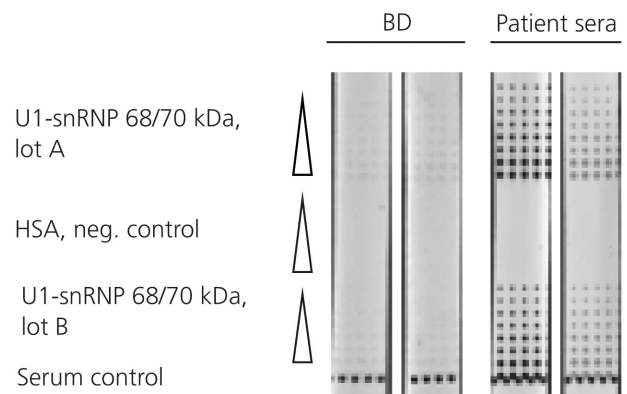 BD
Patient sera
U1-snRNP 68/70 kDa,
lot A
HSA, neg. control
U1-snRNP 68/70 kDa,
lot B
Serum control